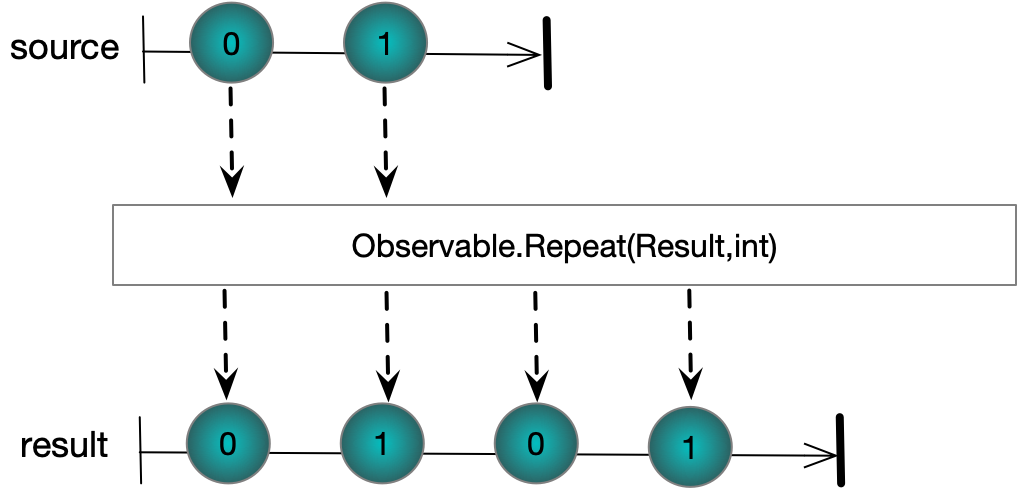 source 0 1
Observable.Repeat(Result,int)
result 0 1 0 1